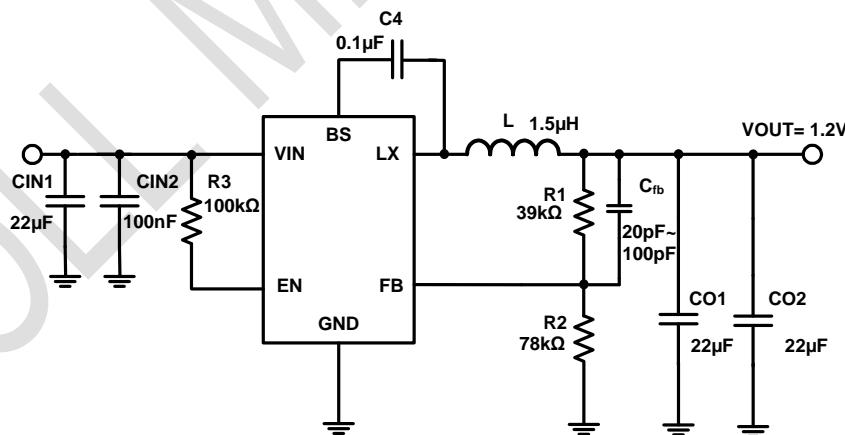 C4
0.1µF
BS
L 1.5µH
VOUT= 1.2V
VIN
LX
CIN1
22µF
CIN2
100nF
R3
100kΩ
R1
39kΩ
Cfb
20pF~
100pF
EN
FB
GND
R2
78kΩ
CO1
22µF
CO2
22µF